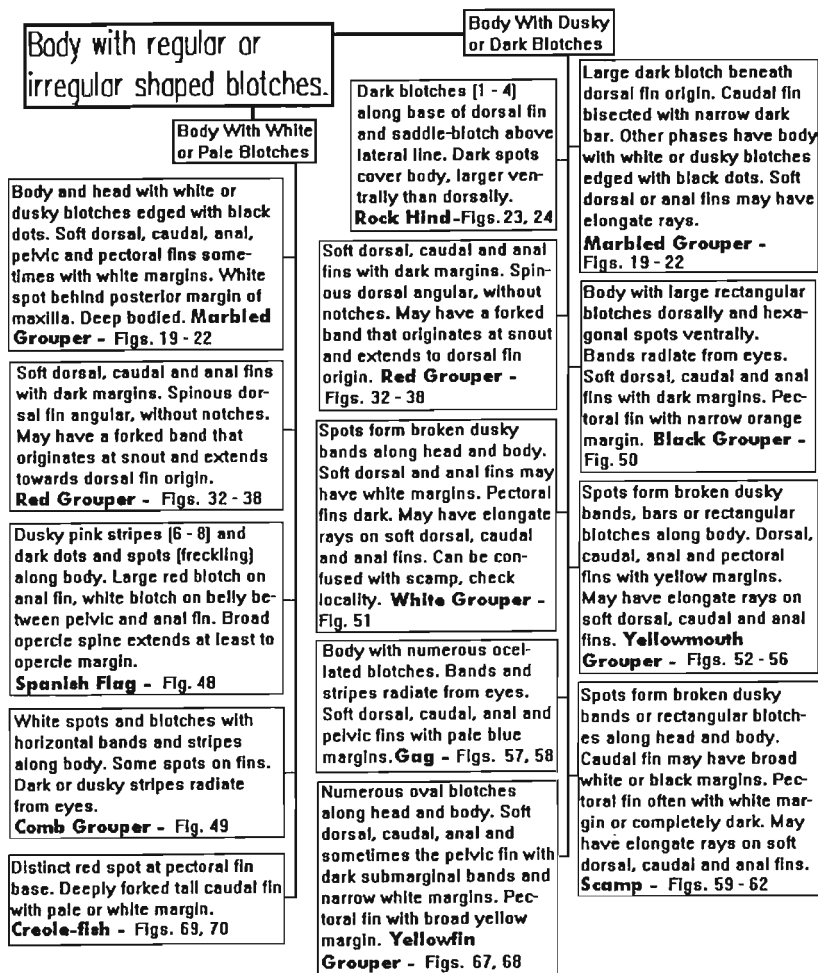 Body with regular or
irregular shaped blotches.
Body With White
or Pale Blotches
Body and head with white or
dusky blotches edged with black
dots. Soft dorsal, caudal, anal,
pelvic and pectoral fins some-
times with white margins. White
spot behind posterior margin of
maxilla. Deep bodied. Marbled
Grouper - Figs. 19 - 22
Soft dorsal, caudal and anal fins
with dark margins. Spinous dor-
sal fin angular, without notches.
May have a forked band that
originates at snout and extends
towards dorsal fin origin.
Red Grouper - Figs. 32 - 38
Dusky pink stripes (6 - 8) and
dark dots and spots (freckling)
along body. Large red blotch on
anal fin, white blotch on belly be-
tween pelvic and anal fin. Broad
opercle spine extends at least to
opercle margin.
Spanish Flag - Fig. 48
White spots and blotches with
horizontal bands and stripes
along body. Some spots on fins.
Dark or dusky stripes radiate
from eyes.
Comb Grouper - Fig. 49
Distinct red spot at pectoral fin
base. Deeply forked tall caudal fin
with pale or white margin.
Creole-fish - Figs. 69, 70
Body With Dusky
or Dark Blotches
Dark blotches (1 - 4)
along base of dorsal fin
and saddle-blotch above
lateral line. Dark spots
cover body, larger ven-
trally than dorsally.
Rock Hind-Figs. 23, 24
Soft dorsal, caudal and anal
fins with dark margins. Spin-
ous dorsal angular, without
notches. May have a forked
band that originates at snout
and extends to dorsal fin
origin. Red Grouper -
Figs. 32 - 38
Spots form broken dusky
bands along head and body.
Soft dorsal and anal fins may
have white margins. Pectoral
fins dark. May have elongate
rays on soft dorsal, caudal
and anal fins. Can be con-
fused with scamp, check
locality. White Grouper -
Fig. 51
Body with numerous ocel-
lated blotches. Bands and
stripes radiate from eyes.
Soft dorsal, caudal, anal and
pelvic fins with pale blue
margins. Gag - Figs. 57, 58
Numerous oval blotches
along head and body. Soft
dorsal, caudal, anal and
sometimes the pelvic fin with
dark submarginal bands and
narrow white margins. Pec-
toral fin with broad yellow
margin. Yellowfin
Grouper - Figs. 67, 68
Large dark blotch beneath
dorsal fin origin. Caudal fin
bisected with narrow dark
bar. Other phases have body
with white or dusky blotches
edged with black dots. Soft
dorsal or anal fins may have
elongate rays.
Marbled Grouper -
Figs. 19 - 22
Body with large rectangular
blotches dorsally and hexa-
gonal spots ventrally.
Bands radiate from eyes.
Soft dorsal, caudal and anal
fins with dark margins. Pec-
toral fin with narrow orange
margin. Black Grouper -
Fig. 50
Spots form broken dusky
bands, bars or rectangular
blotches along body. Dorsal,
caudal, anal and pectoral
fins with yellow margins.
May have elongate rays on
soft dorsal, caudal and anal
fins. Yellowmouth
Grouper - Figs. 52 - 56
Spots form broken dusky
bands or rectangular blotch-
es along head and body.
Caudal fin may have broad
white or black margins. Pec-
toral fin often with white mar-
gin or completely dark. May
have elongate rays on soft
dorsal, caudal and anal fins.
Scamp - Figs. 59 - 62